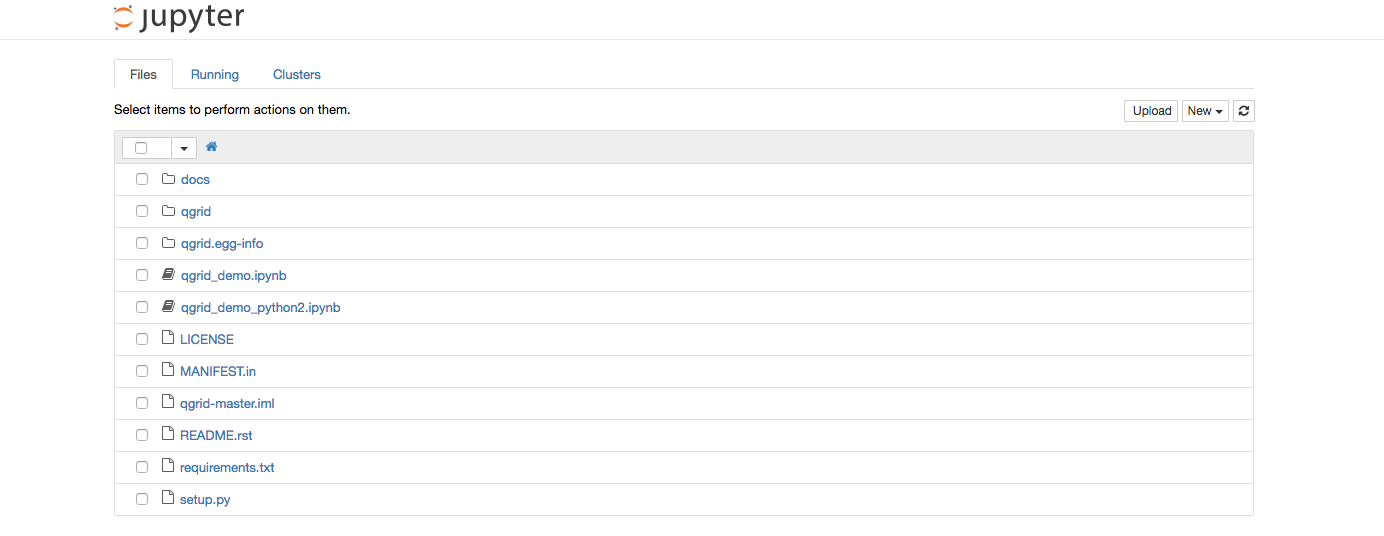 jupyter
Files Running Clusters
Select items to perform actions on them. Upload New
docs
qgrid
qgrid.egg-info
qgrid_demo.ipynb
qgrid_demo_python2.ipynb
LICENSE
MANIFEST.in
qgrid-master.iml
README.rst
requirements.txt
setup.py